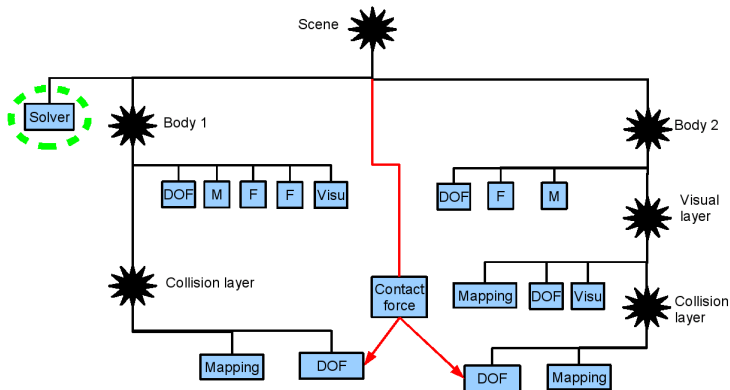 Scene
Solver
Body 1
Body 2
DOF
M
F
F
Visu
DOF
F
M
Visual
layer
Collision layer
Contact
force
Mapping
DOF
Visu
Collision
layer
Mapping
DOF
DOF
Mapping